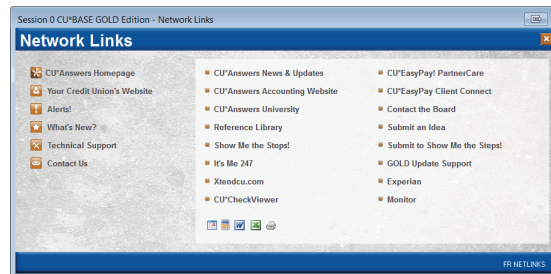 Session 0 CU*BASE GOLD Edition - Network Links
Network Links
CU*Answers Homepage
Your Credit Union's Website
Alerts!
What's New?
Technical Support
Contact Us
CU*Answers News & Updates
CU*Answers Accounting Website
CU*Answers University
Reference Library
Show Me the Steps!
It's Me 247
Xtendcu.com
CU*CheckViewer
CU*EasyPay! PartnerCare
CU*EasyPay Client Connect
Contact the Board
Submit an Idea
Submit to Show Me the Steps!
GOLD Update Support
Experian
Monitor
FR NETLINKS